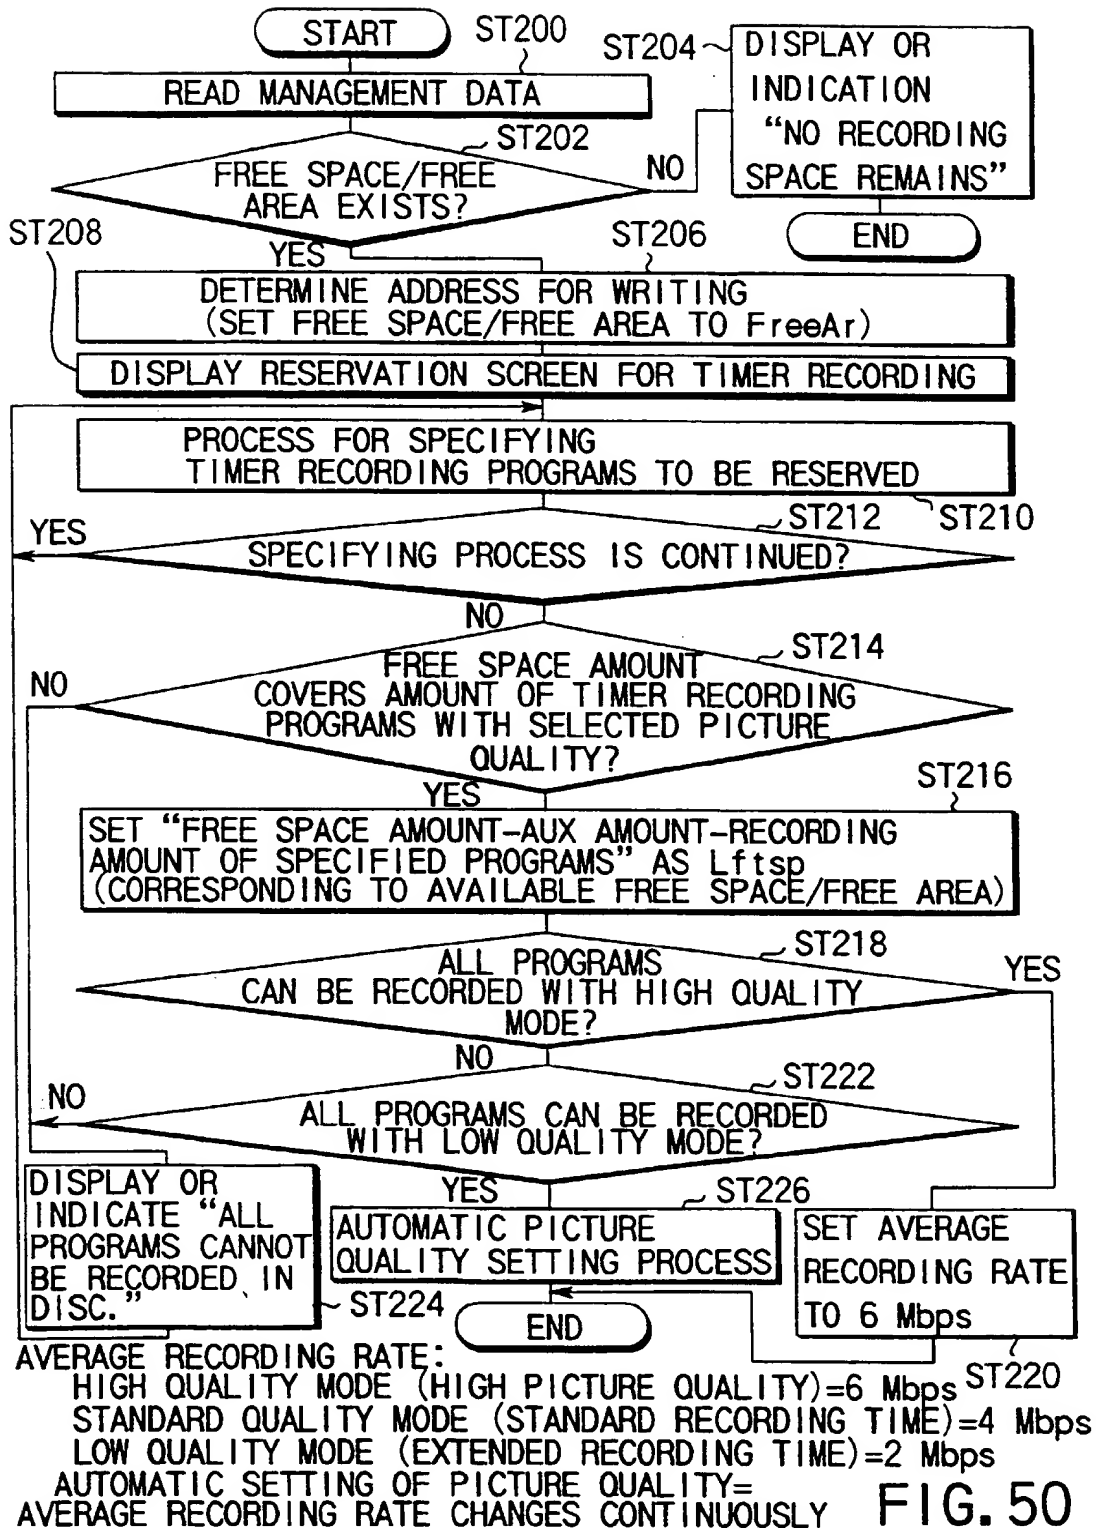 START
ST200
READ MANAGEMENT DATA
ST202
FREE SPACE/FREE
AREA EXISTS?
NO
ST204
DISPLAY OR
INDICATION
“NO RECORDING
SPACE REMAINS”
END
YES
ST206
DETERMINE ADDRESS FOR WRITING
(SET FREE SPACE/FREE AREA TO FreeAr)
ST208
DISPLAY RESERVATION SCREEN FOR TIMER RECORDING
PROCESS FOR SPECIFYING
TIMER RECORDING PROGRAMS TO BE RESERVED
ST210
ST212
YES
SPECIFYING PROCESS IS CONTINUED?
NO
ST214
NO
FREE SPACE AMOUNT
COVERS AMOUNT OF TIMER RECORDING
PROGRAMS WITH SELECTED PICTURE
QUALITY?
YES
ST216
SET “FREE SPACE AMOUNT-AUX AMOUNT-RECORDING
AMOUNT OF SPECIFIED PROGRAMS” AS Lftsp
(CORRESPONDING TO AVAILABLE FREE SPACE/FREE AREA)
ST218
ALL PROGRAMS
CAN BE RECORDED WITH HIGH QUALITY
MODE?
YES
NO
ST222
NO
ALL PROGRAMS CAN BE RECORDED
WITH LOW QUALITY MODE?
YES
DISPLAY OR
INDICATE “ALL
PROGRAMS CANNOT
BE RECORDED IN
DISC.”
ST224
ST226
AUTOMATIC PICTURE
QUALITY SETTING PROCESS
END
SET AVERAGE
RECORDING RATE
TO 6 Mbps
ST220
AVERAGE RECORDING RATE:
HIGH QUALITY MODE (HIGH PICTURE QUALITY)=6 Mbps
STANDARD QUALITY MODE (STANDARD RECORDING TIME)=4 Mbps
LOW QUALITY MODE (EXTENDED RECORDING TIME)=2 Mbps
AUTOMATIC SETTING OF PICTURE QUALITY=
AVERAGE RECORDING RATE CHANGES CONTINUOUSLY
FIG.50